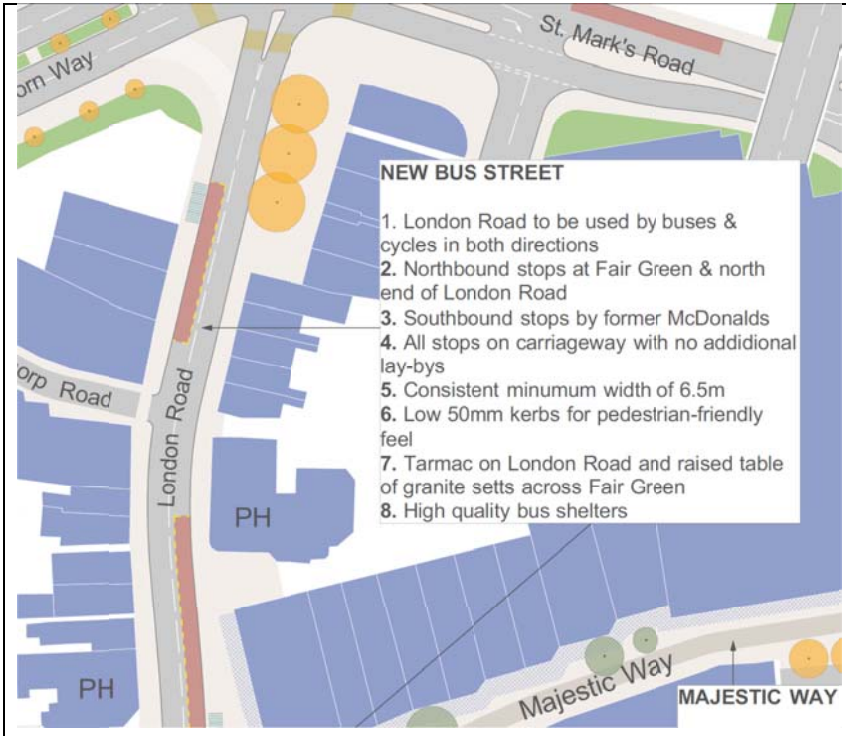 St. Mark's Road
orn Way
NEW BUS STREET
1. London Road to be used by buses &
cycles in both directions
2. Northbound stops at Fair Green & north
end of London Road
3. Southbound stops by former McDonalds
4. All stops on carriageway with no addidional
lay-bys
5. Consistent minumum width of 6.5m
6. Low 50mm kerbs for pedestrian-friendly
feel
7. Tarmac on London Road and raised table
of granite setts across Fair Green
8. High quality bus shelters
orp Road
London Road
PH
PH
Majestic Way
MAJESTIC WAY